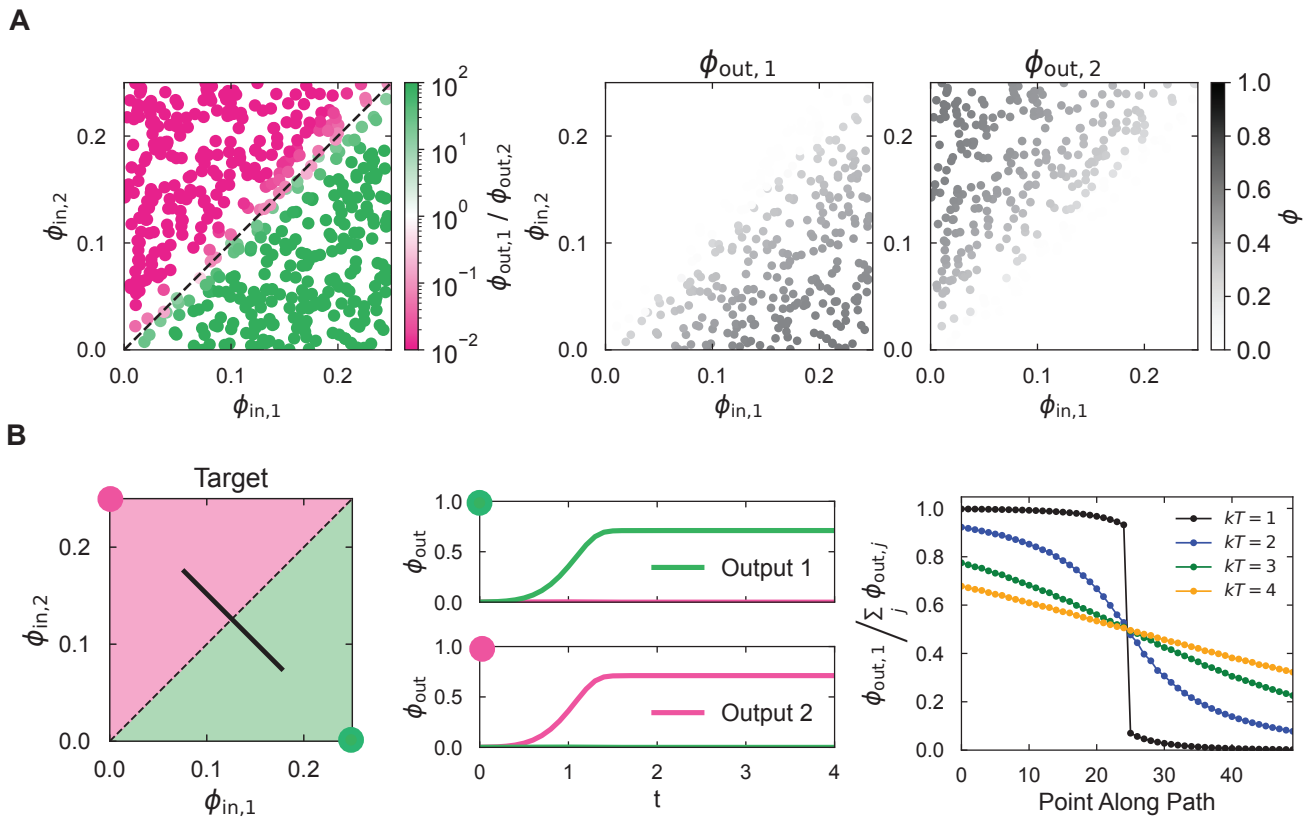 A
ϕout, 1
ϕout, 2
ϕin,2
0.2
0.1
0.0
0.0
0.1
0.2
ϕin,1
10²
10¹
10⁰
10⁻¹
10⁻²
ϕout,1 / ϕout,2
ϕin,2
0.2
0.1
0.0
0.0
0.1
0.2
ϕin,1
0.0
0.1
0.2
ϕin,1
1.0
0.8
0.6
0.4
0.2
0.0
ϕ
B
Target
ϕin,2
0.2
0.1
0.0
0.0
0.1
0.2
ϕin,1
ϕout
1.0
0.5
0.0
Output 1
ϕout
1.0
0.5
0.0
Output 2
0
1
2
3
4
t
ϕout,1 / Σj ϕout,j
1.0
0.8
0.6
0.4
0.2
0.0
kT = 1
kT = 2
kT = 3
kT = 4
0
10
20
30
40
Point Along Path